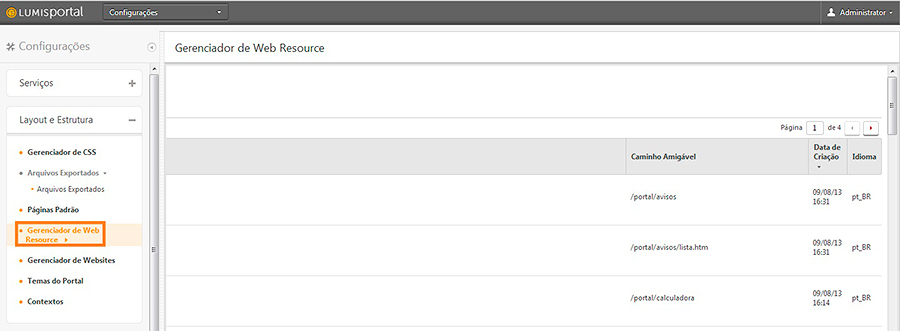 LUMISPORTAL
Configurações
Administrator
Configurações
Gerenciador de Web Resource
Serviços
Layout e Estrutura
Gerenciador de CSS
Arquivos Exportados
Arquivos Exportados
Páginas Padrão
Gerenciador de Web
Resource
Gerenciador de Websites
Temas do Portal
Contextos
Página 1 de 4
Caminho Amigável
Data de
Criação
Idioma
/portal/avisos
09/08/13
16:31
pt_BR
/portal/avisos/lista.htm
09/08/13
16:31
pt_BR
/portal/calculadora
09/08/13
16:14
pt_BR